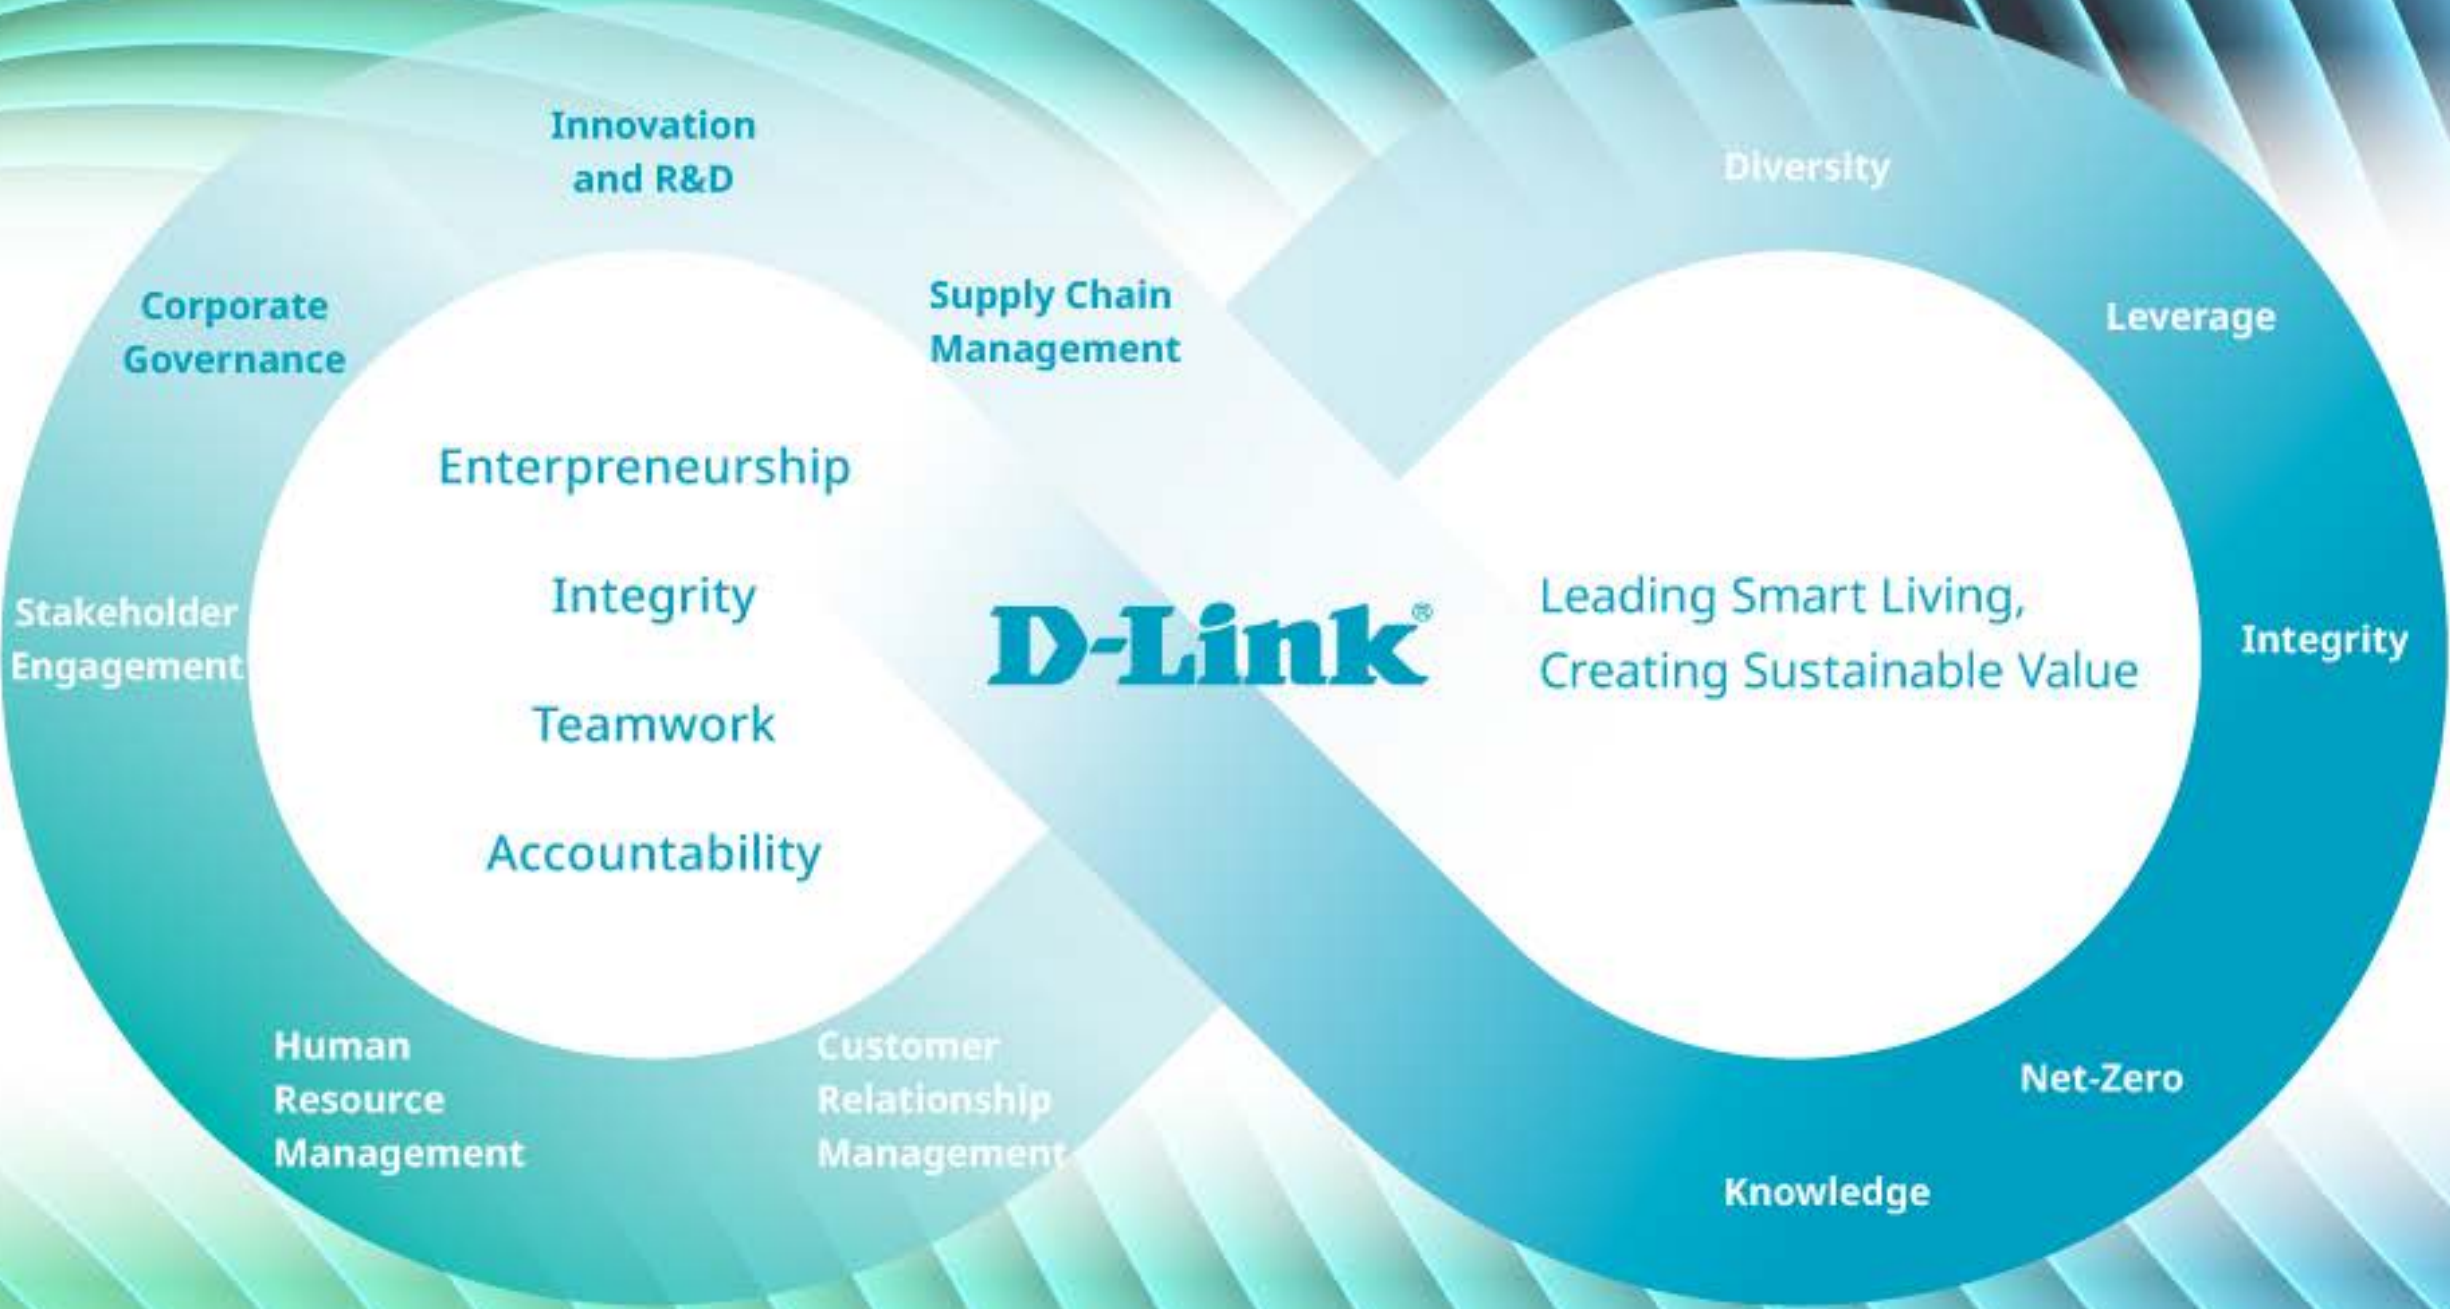 Innovation
and R&D
Corporate
Governance
Supply Chain
Management
Stakeholder
Engagement
Human
Resource
Management
Customer
Relationship
Management
Enterpreneurship
Integrity
Teamwork
Accountability
D-Link®
Leading Smart Living,
Creating Sustainable Value
Diversity
Leverage
Integrity
Net-Zero
Knowledge